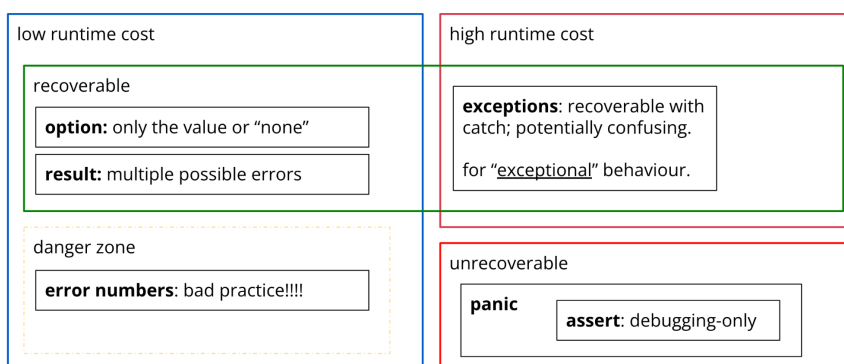 low runtime cost
high runtime cost
recoverable
option: only the value or “none”
result: multiple possible errors
exceptions: recoverable with
catch; potentially confusing.
for “exceptional” behaviour.
danger zone
error numbers: bad practice!!!!
unrecoverable
panic
assert: debugging-only